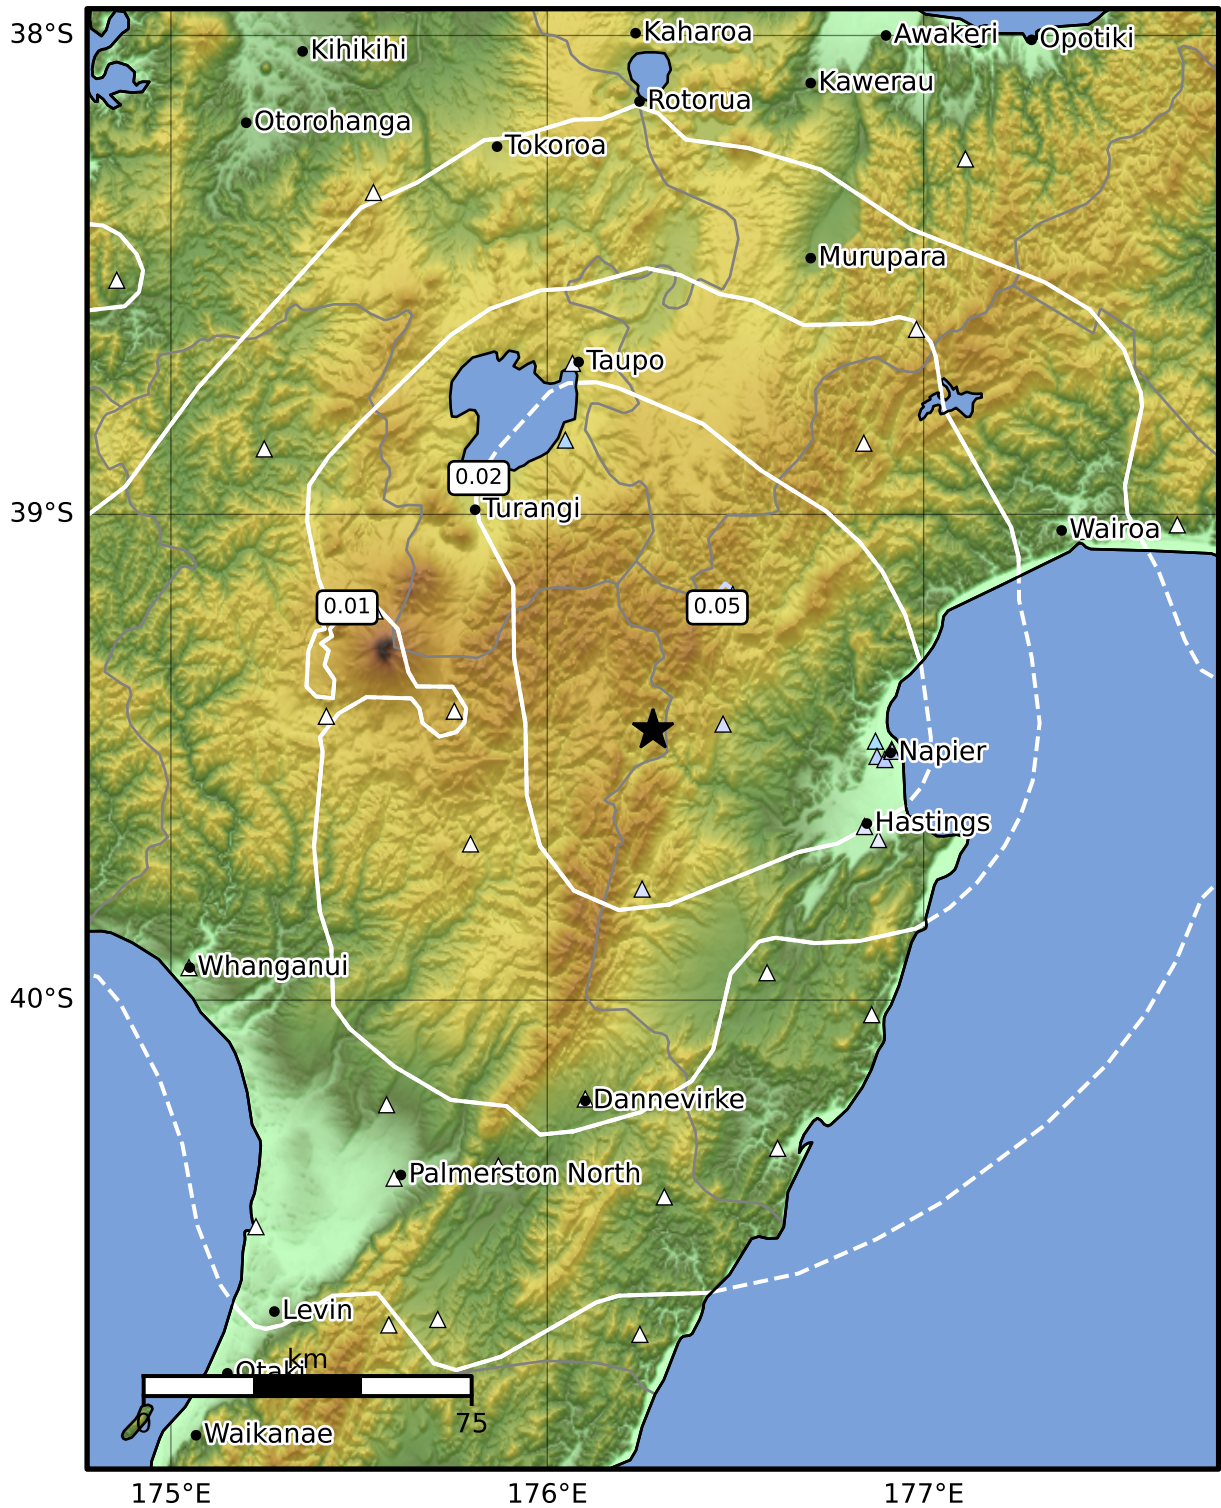 38°S
Kaharoa
Awakeri
Opotiki
Kihikihi
Kawerau
Rotorua
Otorohanga
Tokoroa
Murupara
Taupo
0.02
Turangi
39°S
Wairoa
0.01
0.05
Napier
Hastings
Whanganui
40°S
Dannevirke
Palmerston North
Levin
km
Otaki
0
75
Waikanae
175°E
176°E
177°E